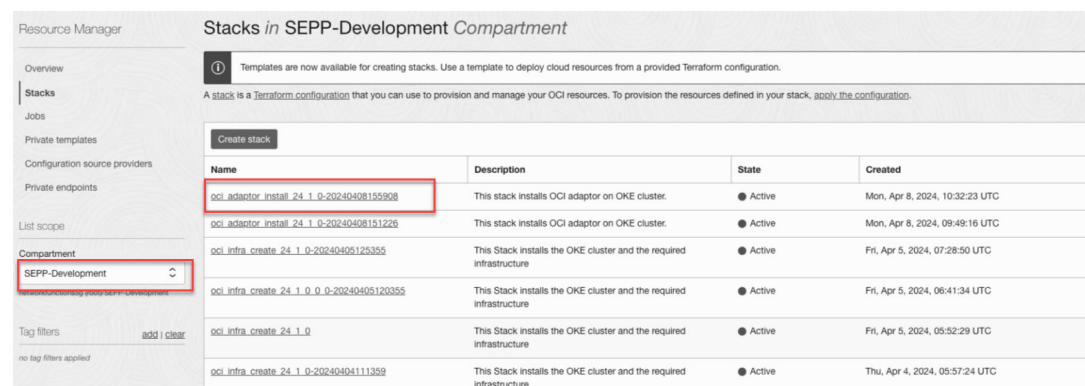 Resource Manager
Overview
Stacks
Jobs
Private templates
Configuration source providers
Private endpoints
List scope
Compartment
SEPP-Development
(root)/SEPP-Development
Tag filters
add | clear
no tag filters applied
Stacks in SEPP-Development Compartment
Templates are now available for creating stacks. Use a template to deploy cloud resources from a provided Terraform configuration.
A stack is a Terraform configuration that you can use to provision and manage your OCI resources. To provision the resources defined in your stack, apply the configuration.
Create stack
Name Description State Created
oci_adaptor_install_24_1_0-20240408155908 This stack installs OCI adaptor on OKE cluster. Active Mon, Apr 8, 2024, 10:32:23 UTC
oci_adaptor_install_24_1_0-20240408151226 This stack installs OCI adaptor on OKE cluster. Active Mon, Apr 8, 2024, 09:49:16 UTC
oci_infra_create_24_1_0-20240405125355 This Stack installs the OKE cluster and the required Active Fri, Apr 5, 2024, 07:28:50 UTC
infrastructure
oci_infra_create_24_1_0_0_0-20240405120355 This Stack installs the OKE cluster and the required Active Fri, Apr 5, 2024, 06:41:34 UTC
infrastructure
oci_infra_create_24_1_0 This Stack installs the OKE cluster and the required Active Fri, Apr 5, 2024, 05:52:29 UTC
infrastructure
oci_infra_create_24_1_0-20240404111359 This Stack installs the OKE cluster and the required Active Thu, Apr 4, 2024, 05:57:24 UTC
infrastructure